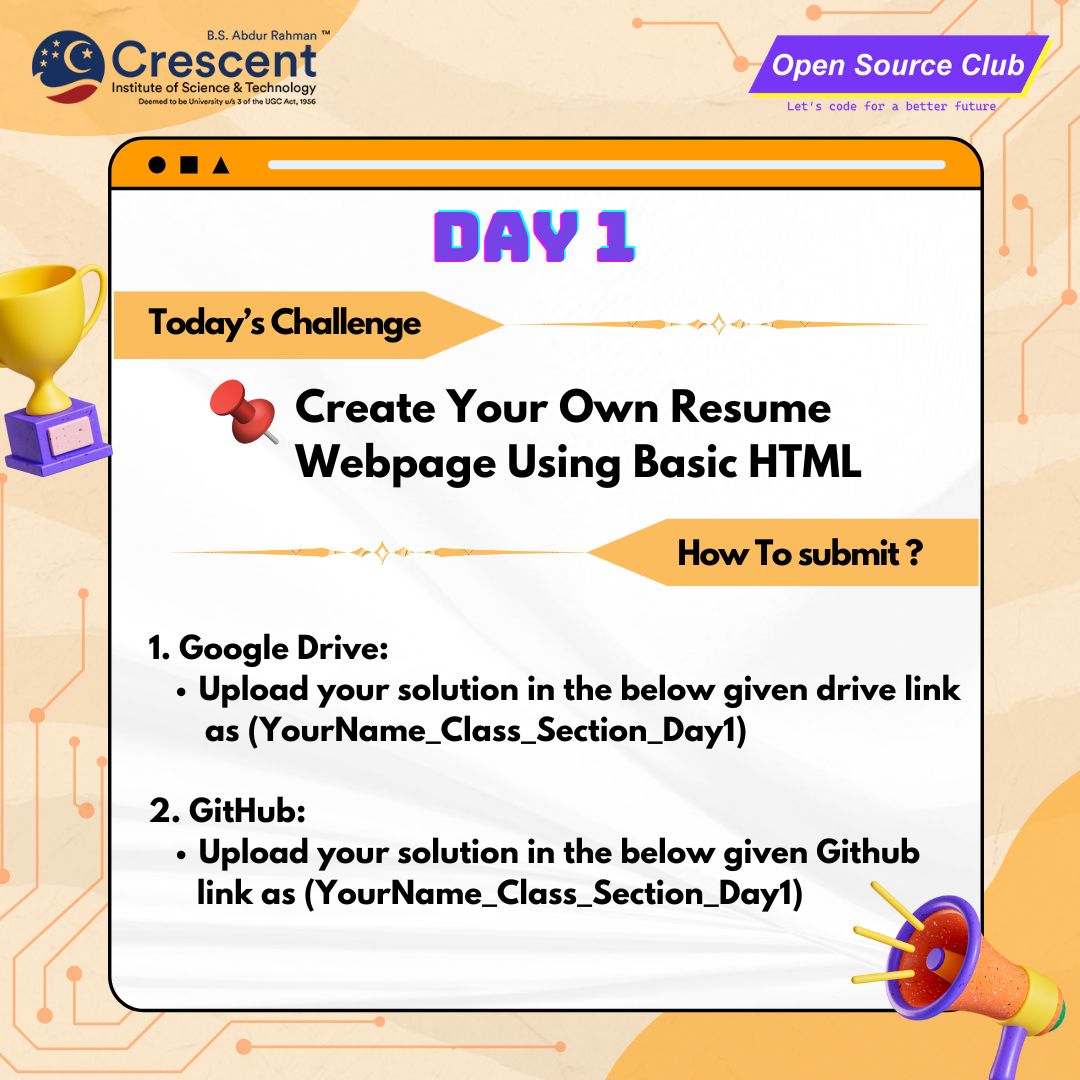 B.S. Abdur Rahman ™
Crescent
Institute of Science & Technology
Deemed to be University u/s 3 of the UGC Act, 1956
Open Source Club
Let's code for a better future
DAY 1
Today's Challenge
Create Your Own Resume
Webpage Using Basic HTML
How To submit ?
1. Google Drive:
• Upload your solution in the below given drive link
as (YourName_Class_Section_Day1)
2. GitHub:
• Upload your solution in the below given Github
link as (YourName_Class_Section_Day1)